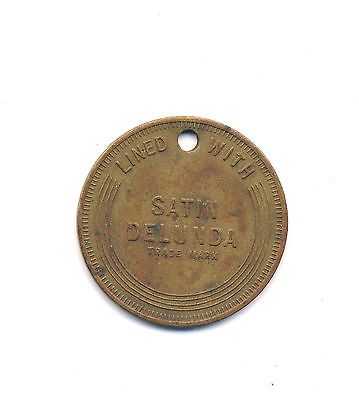 LINED WITH
SATIN
DELUNDA
TRADE MARK